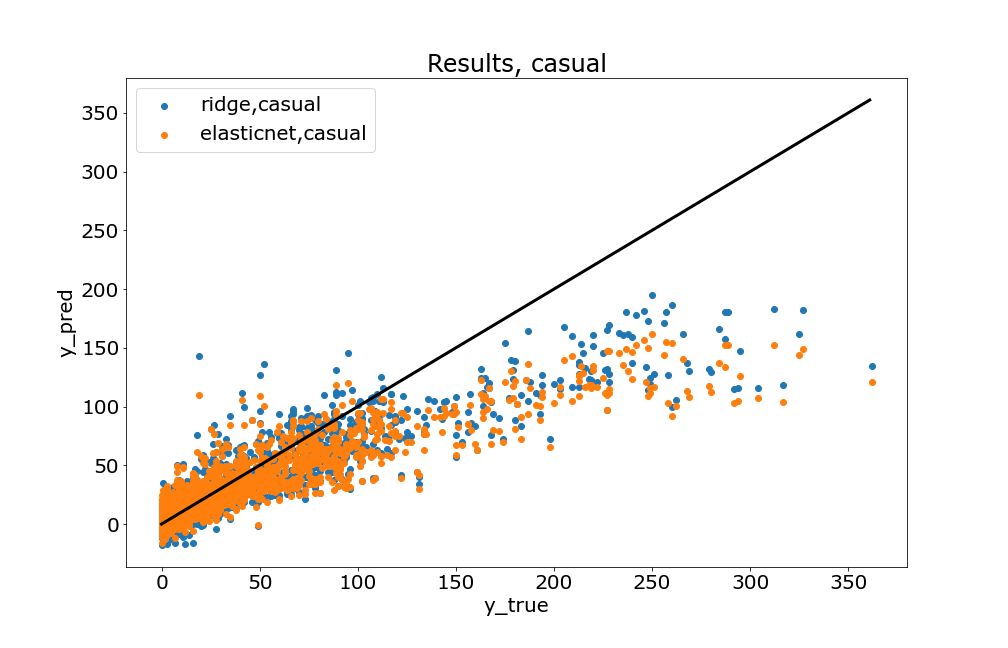 Results, casual
ridge,casual
elasticnet,casual
350
300
250
200
150
100
50
0
y_pred
0 50 100 150 200 250 300 350
y_true